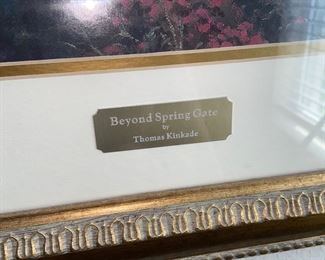 Beyond Spring Gate
by
Thomas Kinkade